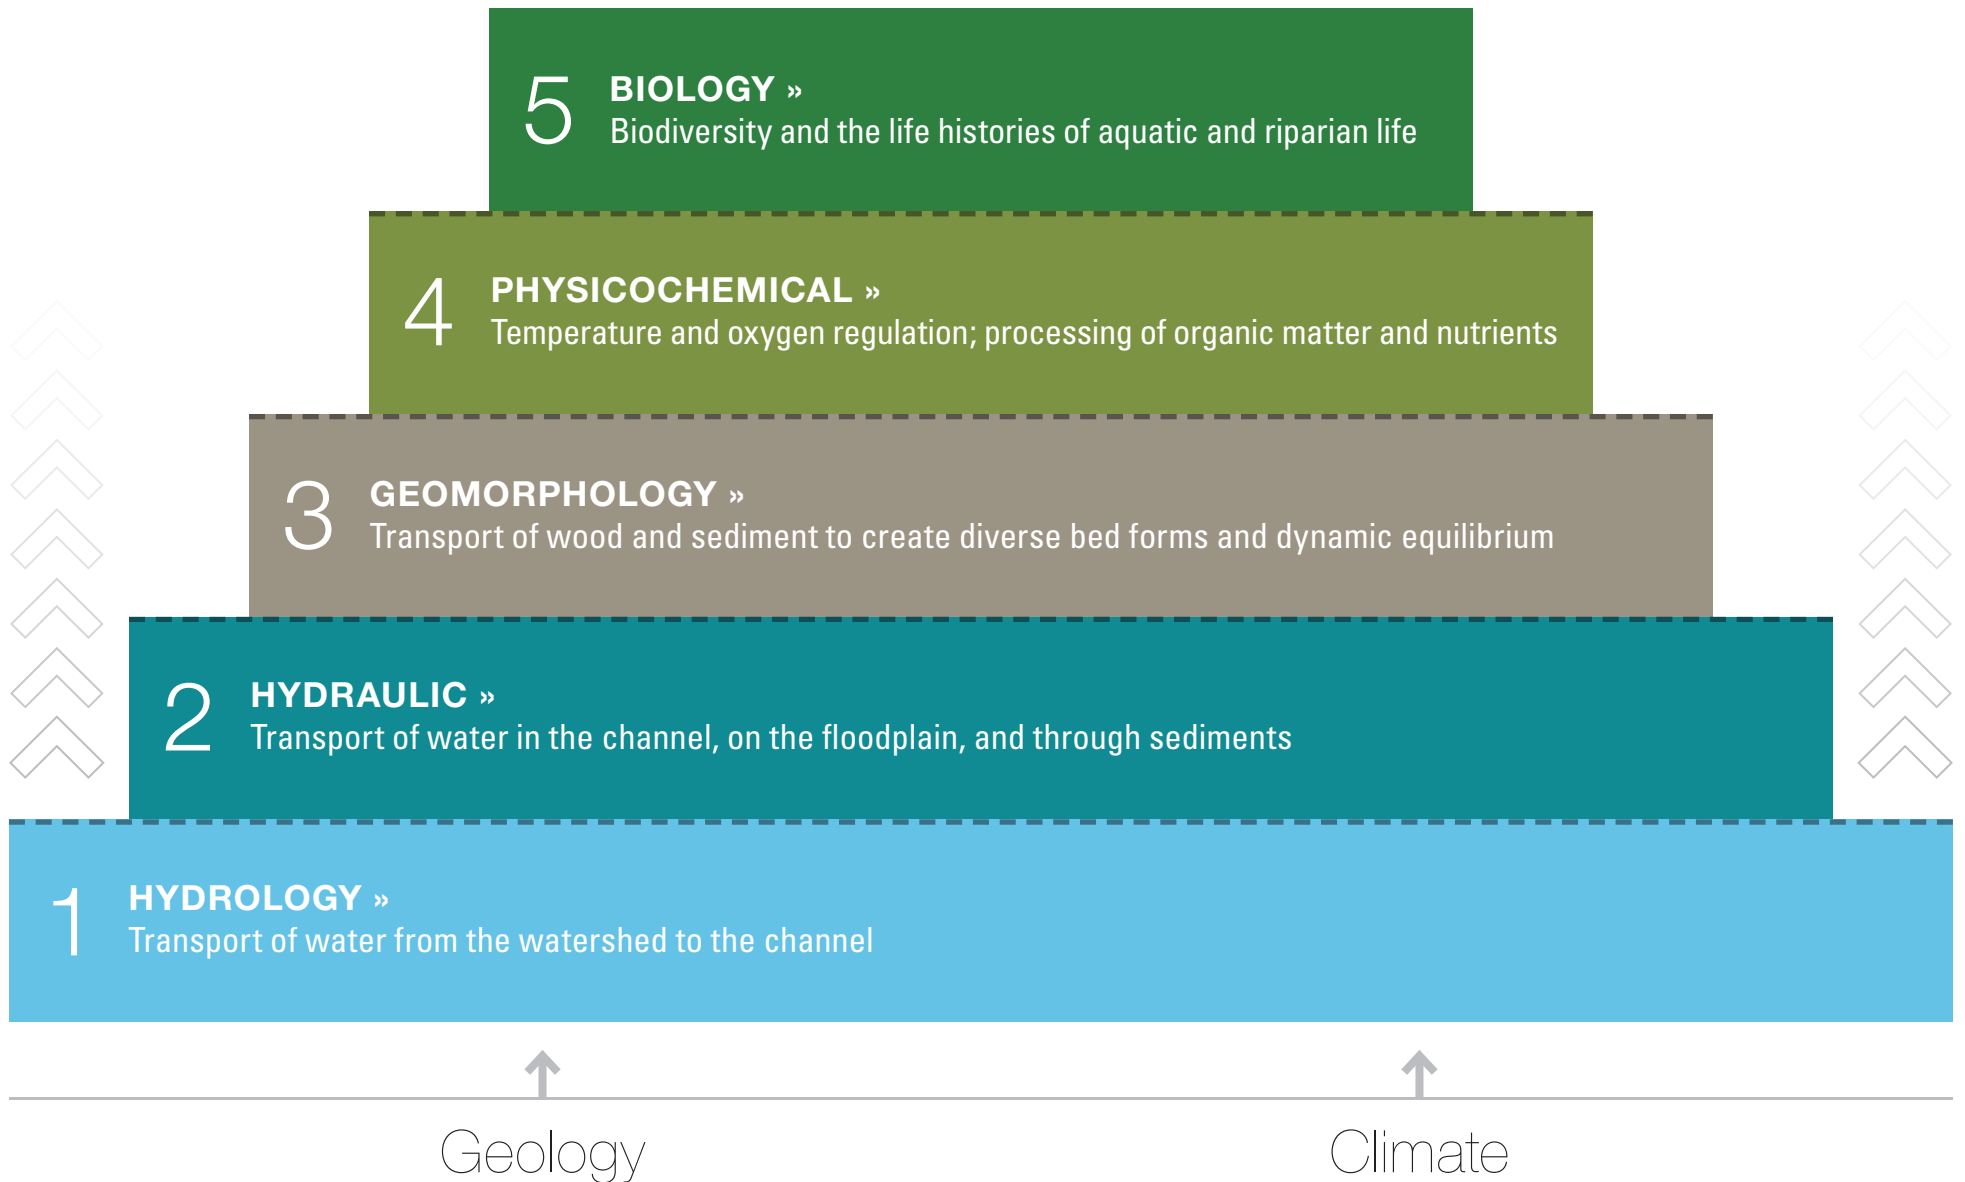 5
BIOLOGY »
Biodiversity and the life histories of aquatic and riparian life
4
PHYSICOCHEMICAL »
Temperature and oxygen regulation; processing of organic matter and nutrients
3
GEOMORPHOLOGY »
Transport of wood and sediment to create diverse bed forms and dynamic equilibrium
2
HYDRAULIC »
Transport of water in the channel, on the floodplain, and through sediments
1
HYDROLOGY »
Transport of water from the watershed to the channel
Geology Climate